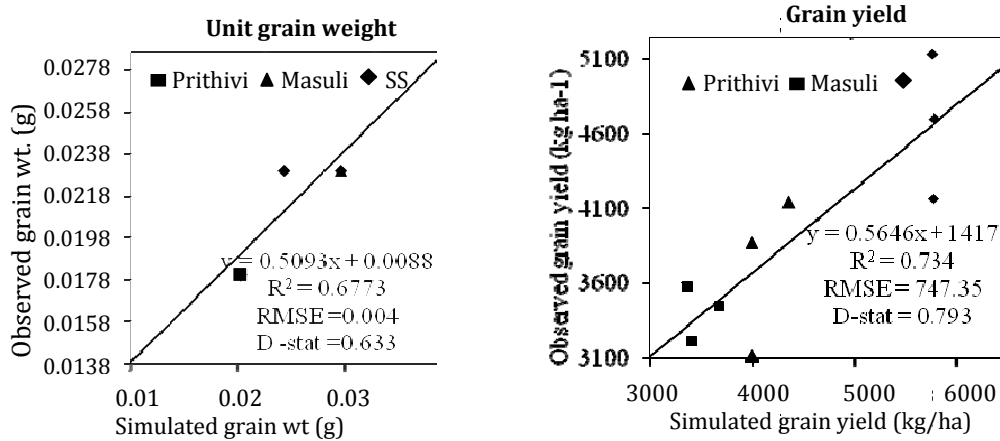 Unit grain weight
Prithivi Masuli SS
Observed grain wt. (g)
0.0278
0.0258
0.0238
0.0218
0.0198
0.0178
0.0158
0.0138
y = 0.5093x + 0.0088
R² = 0.6773
RMSE =0.004
D -stat =0.633
0.01 0.02 0.03
Simulated grain wt (g)
Grain yield
Prithivi Masuli
Observed grain yield (kg ha-1)
5100
4600
4100
3600
3100
y = 0.5646x + 1417
R² = 0.734
RMSE = 747.35
D-stat = 0.793
3000 4000 5000 6000
Simulated grain yield (kg/ha)